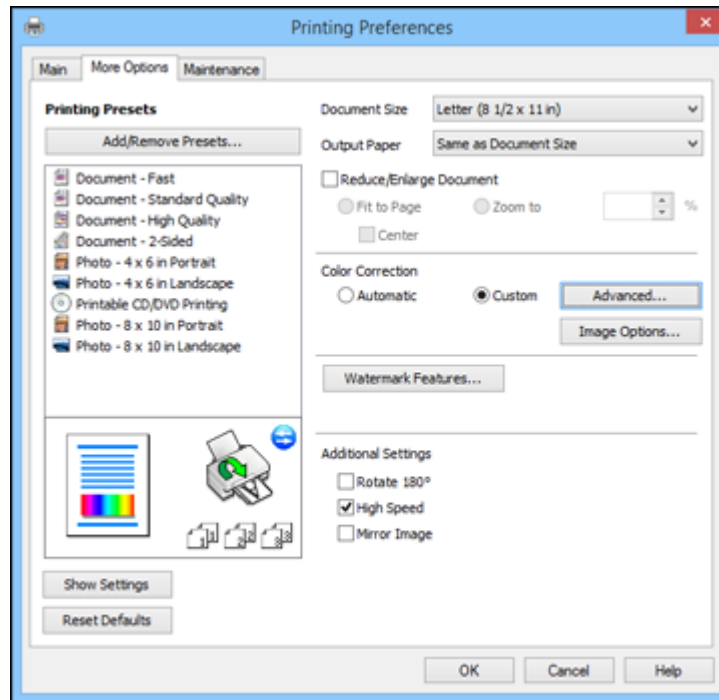 Printing Preferences
Main
More Options
Maintenance
Printing Presets
Add/Remove Presets...
Document - Fast
Document - Standard Quality
Document - High Quality
Document - 2-Sided
Photo - 4 x 6 in Portrait
Photo - 4 x 6 in Landscape
Printable CD/DVD Printing
Photo - 8 x 10 in Portrait
Photo - 8 x 10 in Landscape
Show Settings
Reset Defaults
Document Size
Letter (8 1/2 x 11 in)
Output Paper
Same as Document Size
Reduce/Enlarge Document
Fit to Page
Zoom to
%
Center
Color Correction
Automatic
Custom
Advanced...
Image Options...
Watermark Features...
Additional Settings
Rotate 180°
High Speed
Mirror Image
OK
Cancel
Help